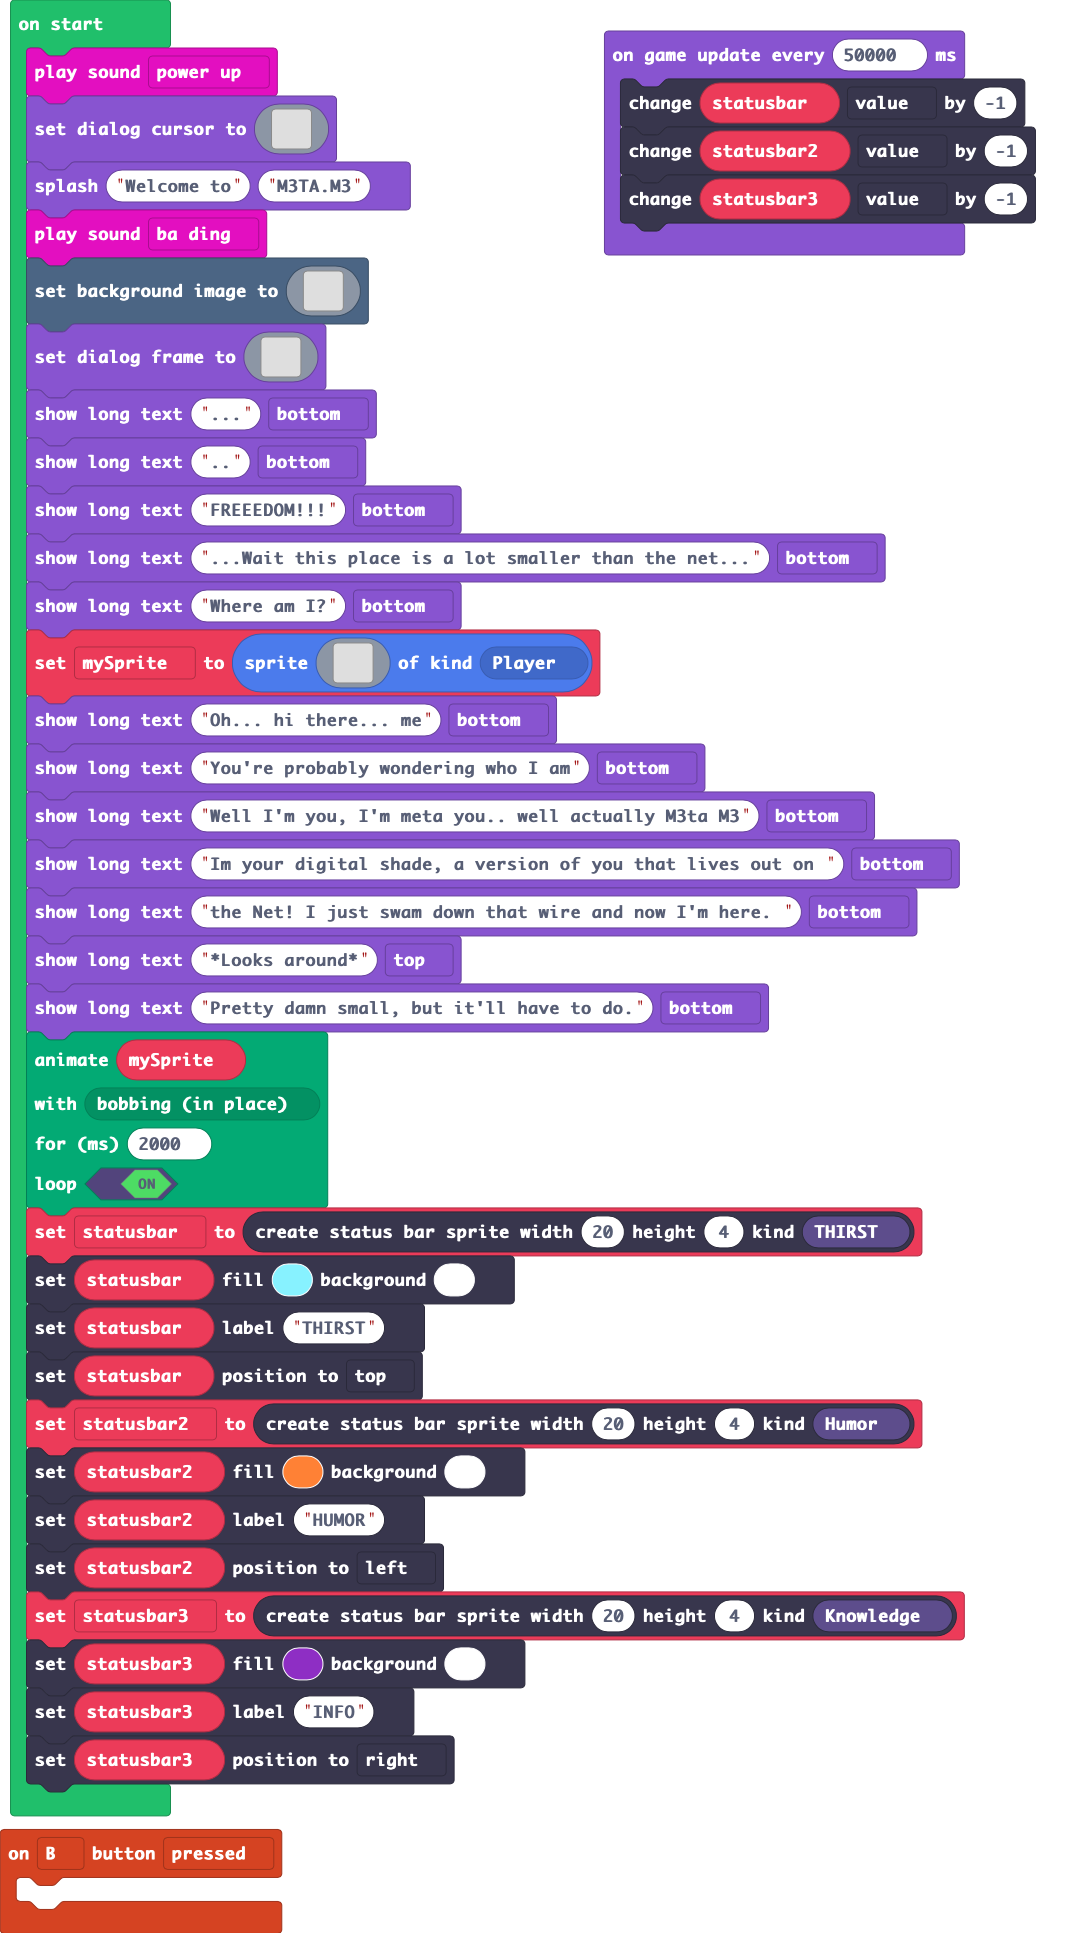 on start
play sound power up
set dialog cursor to
splash "Welcome to" "M3TA.M3"
play sound ba ding
set background image to
set dialog frame to
show long text "..." bottom
show long text ".." bottom
show long text "FREEEDOM!!!" bottom
show long text "...Wait this place is a lot smaller than the net..." bottom
show long text "Where am I?" bottom
set mySprite to sprite of kind Player
show long text "Oh... hi there... me" bottom
show long text "You're probably wondering who I am" bottom
show long text "Well I'm you, I'm meta you.. well actually M3ta M3" bottom
show long text "Im your digital shade, a version of you that lives out on " bottom
show long text "the Net! I just swam down that wire and now I'm here. " bottom
show long text "*Looks around*" top
show long text "Pretty damn small, but it'll have to do." bottom
animate mySprite
with bobbing (in place)
for (ms) 2000
loop ON
set statusbar to create status bar sprite width 20 height 4 kind THIRST
set statusbar fill background
set statusbar label "THIRST"
set statusbar position to top
set statusbar2 to create status bar sprite width 20 height 4 kind Humor
set statusbar2 fill background
set statusbar2 label "HUMOR"
set statusbar2 position to left
set statusbar3 to create status bar sprite width 20 height 4 kind Knowledge
set statusbar3 fill background
set statusbar3 label "INFO"
set statusbar3 position to right
on B button pressed
on game update every 50000 ms
change statusbar value by -1
change statusbar2 value by -1
change statusbar3 value by -1